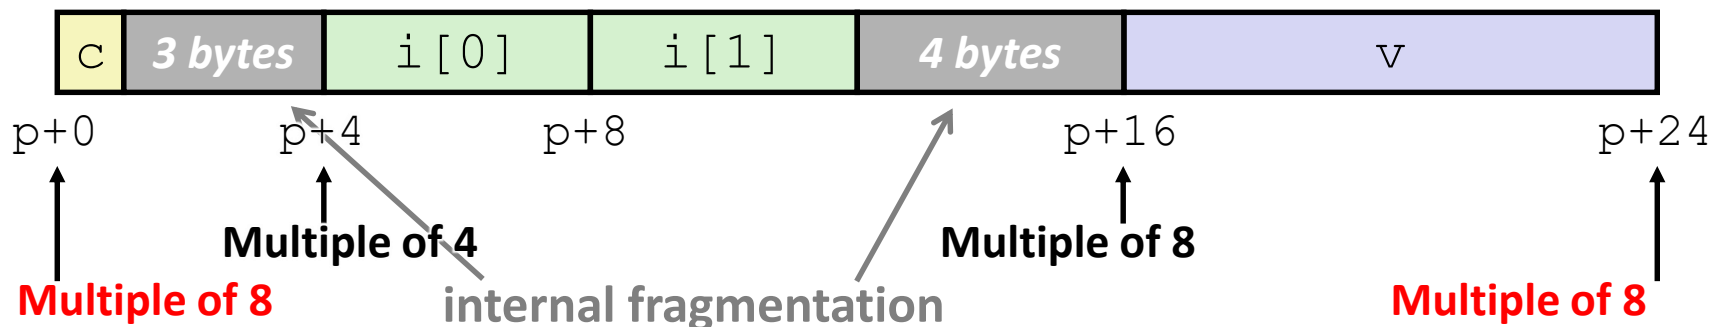 c 3 bytes i[0] i[1] 4 bytes v
p+0 p+4 p+8 p+16 p+24
Multiple of 4 Multiple of 8
Multiple of 8 internal fragmentation Multiple of 8